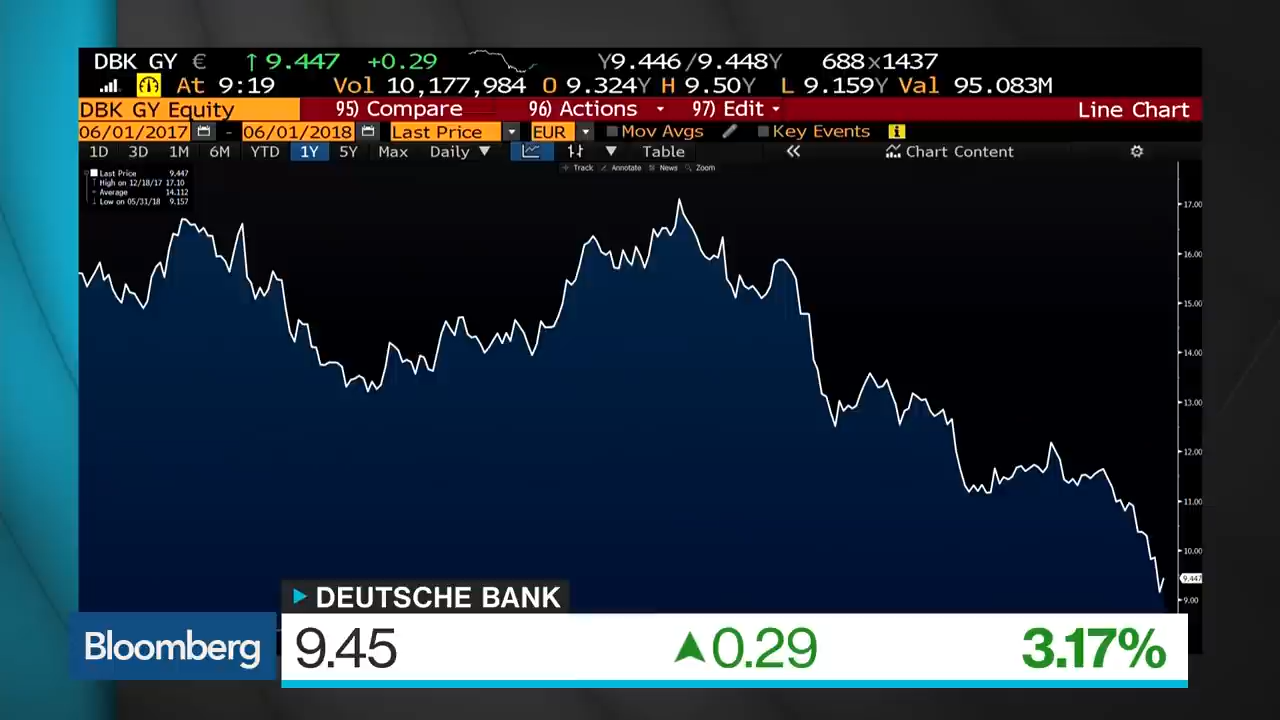 DBK GY € ↑ 9.447 +0.29 Y9.446/9.448Y 688x1437
At 9:19 Vol 10,177,984 O 9.324Y H 9.50Y L 9.159Y Val 95.083M
DBK GY Equity 95) Compare 96) Actions 97) Edit Line Chart
06/01/2017 - 06/01/2018 Last Price EUR Mov Avgs Key Events
1D 3D 1M 6M YTD 1Y 5Y Max Daily ▼ Table « Chart Content
Track Annotate News Zoom
Last Price 9.447
High on 12/18/17 17.10
Average 14.112
Low on 05/31/18 9.157
17.00
16.00
15.00
14.00
13.00
12.00
11.00
10.00
9.447
9.00
DEUTSCHE BANK
Bloomberg 9.45 ▲0.29 3.17%